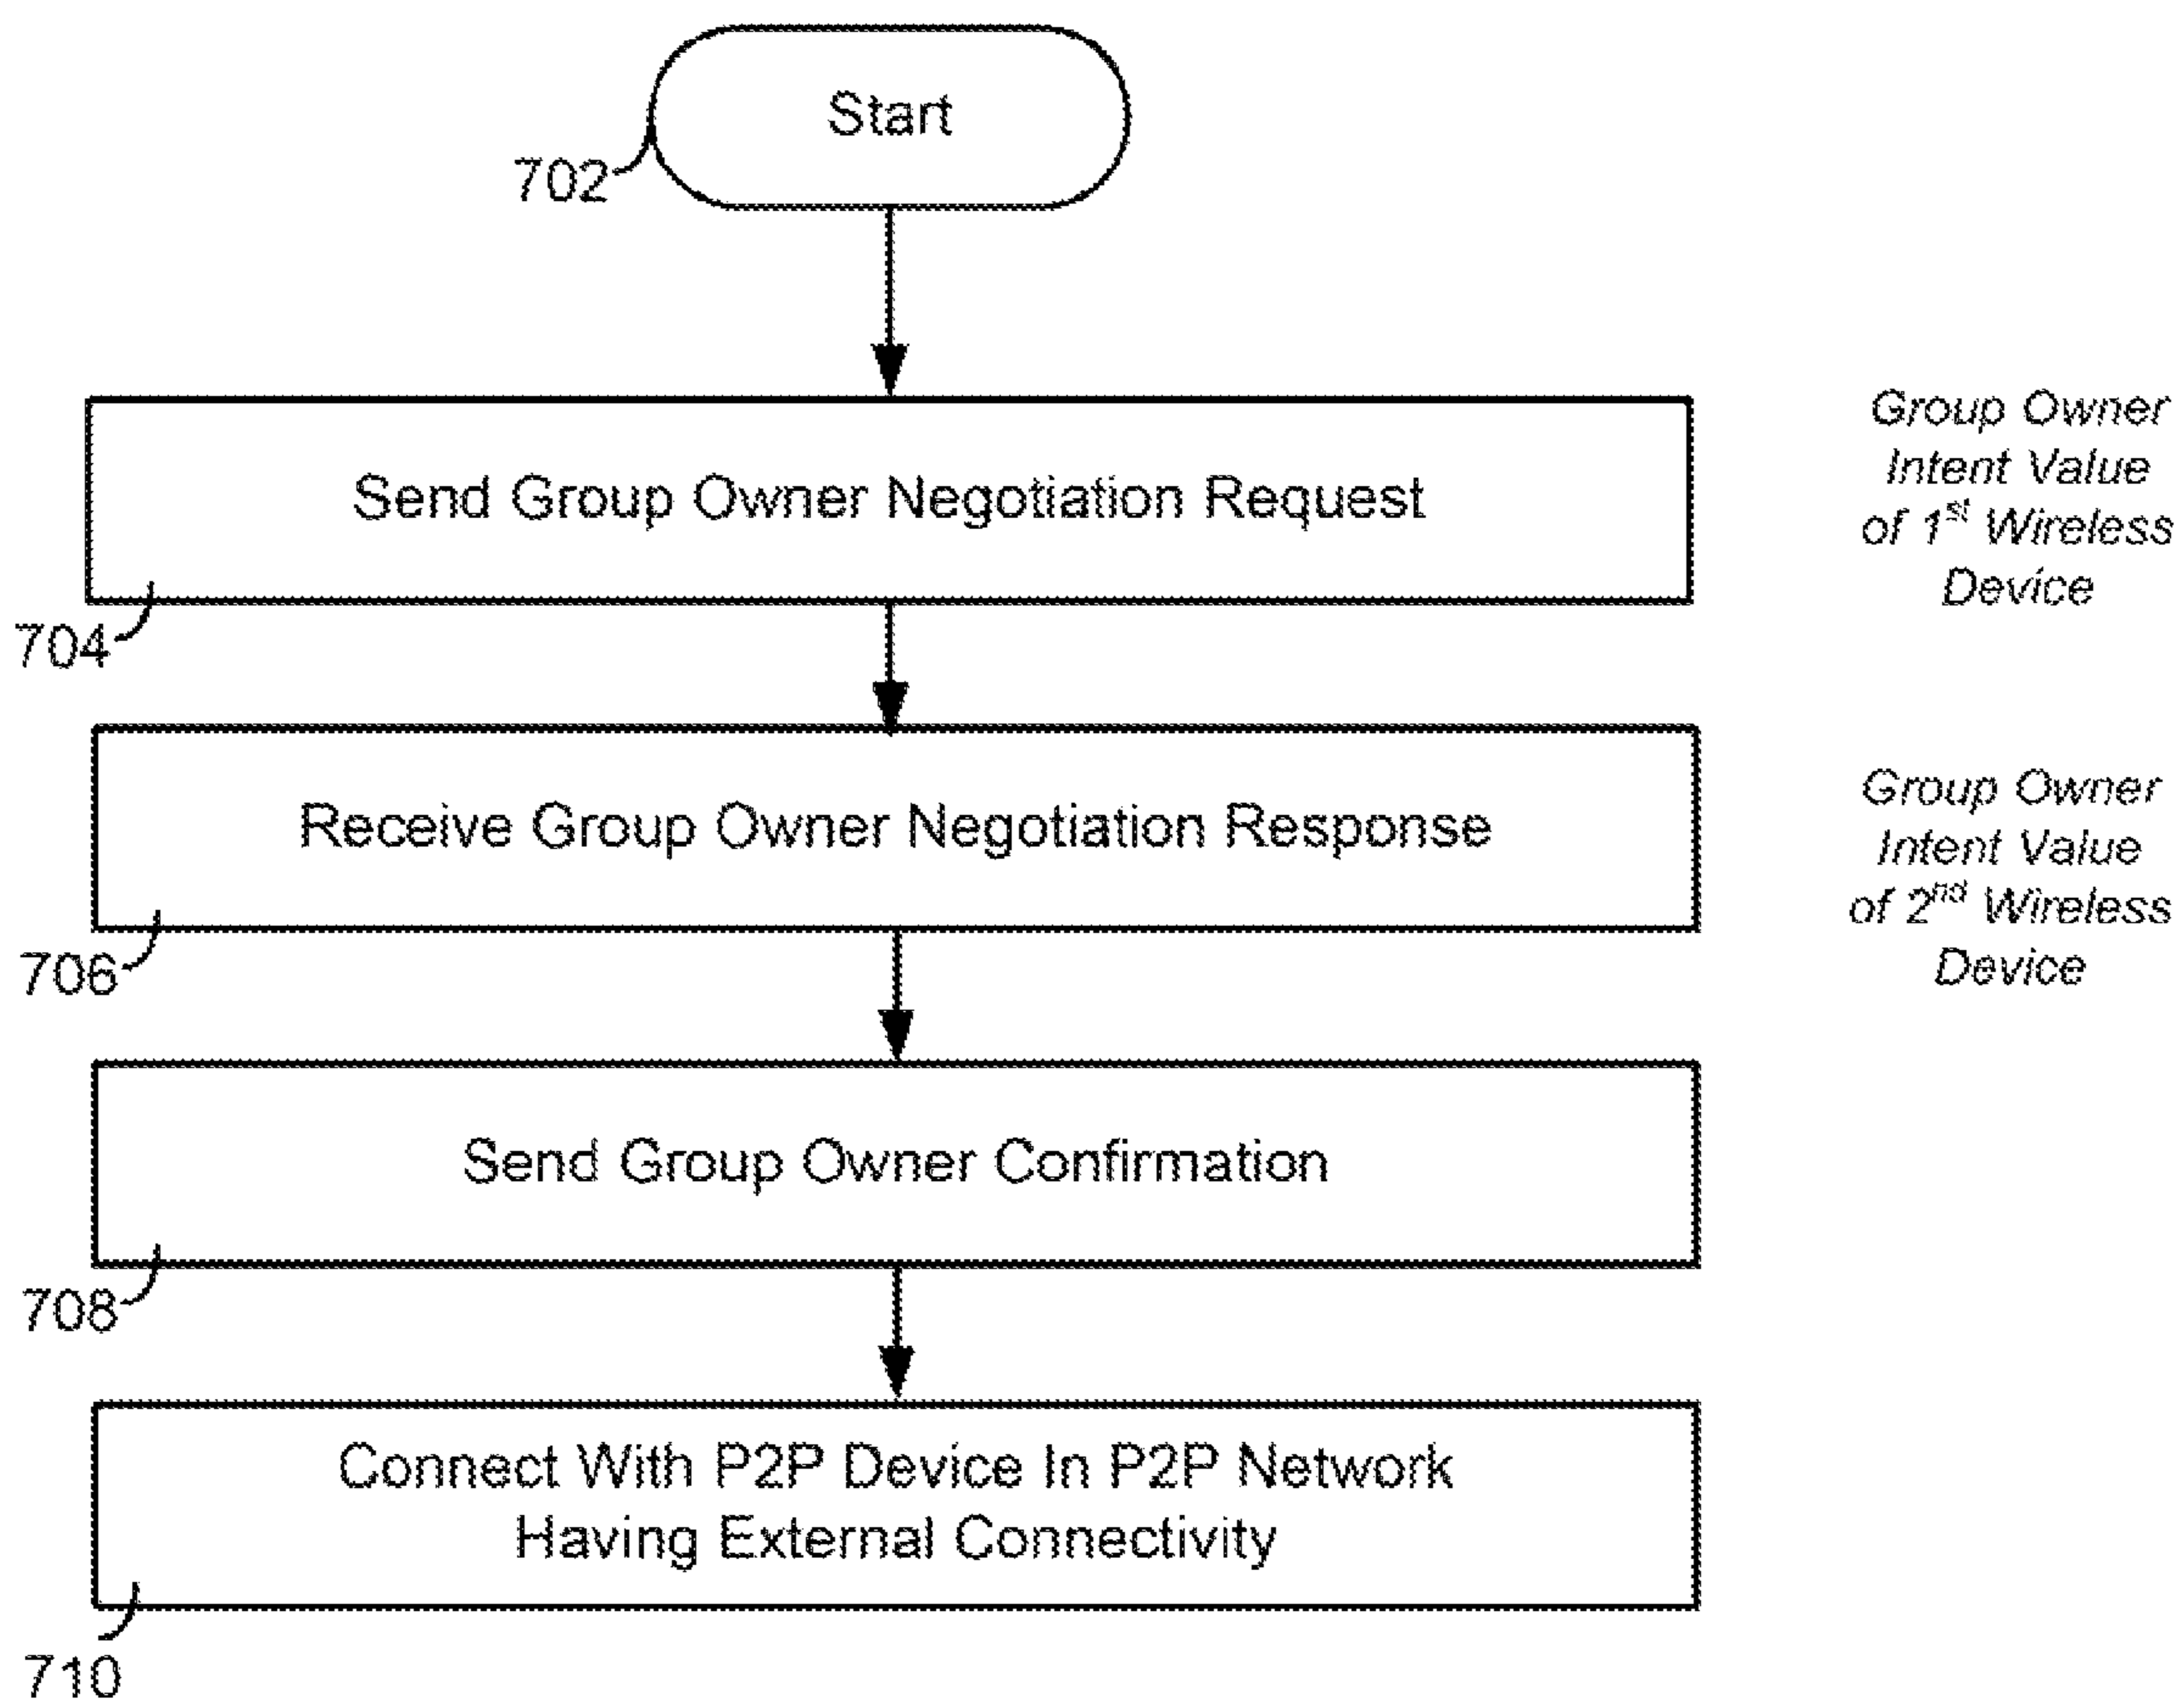 Start
702
Send Group Owner Negotiation Request
Group Owner
Intent Value
of 1st Wireless
Device
704
Receive Group Owner Negotiation Response
Group Owner
Intent Value
of 2nd Wireless
Device
706
Send Group Owner Confirmation
708
Connect With P2P Device In P2P Network
Having External Connectivity
710